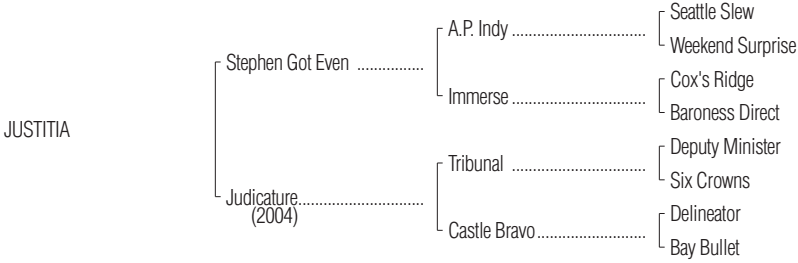 Seattle Slew
A.P. Indy ................................
Weekend Surprise
Stephen Got Even ................
Cox's Ridge
Immerse ................................
Baroness Direct
JUSTITIA
Deputy Minister
Tribunal ................................
Six Crowns
Judicature..............................
(2004)
Delineator
Castle Bravo..........................
Bay Bullet